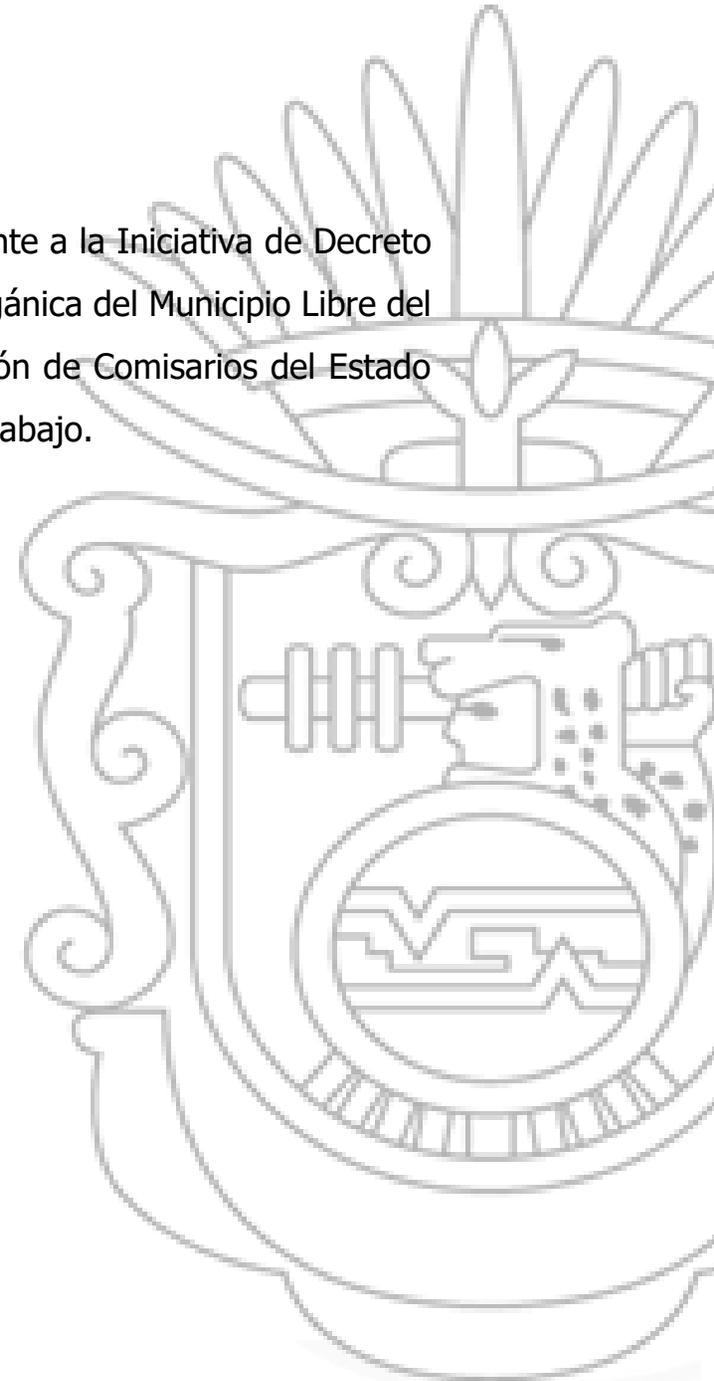 nte a la Iniciativa de Decreto
gánica del Municipio Libre del
ón de Comisarios del Estado
abajo.